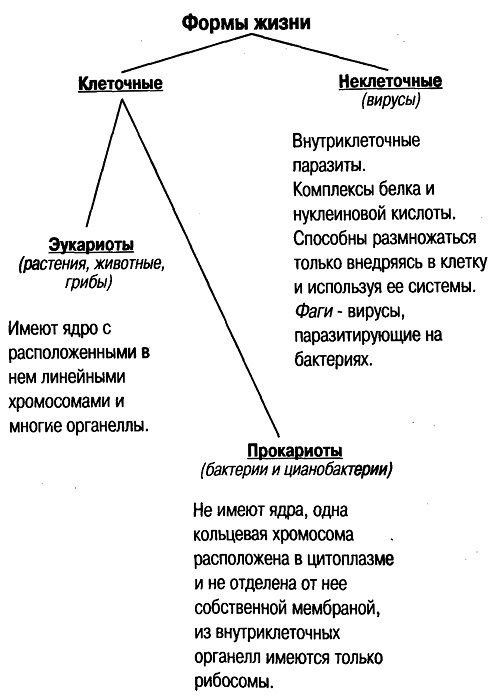 Формы жизни
Клеточные
Неклеточные
(вирусы)
Внутриклеточные
паразиты.
Комплексы белка и
нуклеиновой кислоты.
Способны размножаться
только внедряясь в клетку
и используя ее системы.
Фаги - вирусы,
паразитирующие на
бактериях.
Эукариоты
(растения, животные,
грибы)
Имеют ядро с
расположенными в
нем линейными
хромосомами и
многие органеллы.
Прокариоты
(бактерии и цианобактерии)
Не имеют ядра, одна
кольцевая хромосома
расположена в цитоплазме
и не отделена от нее
собственной мембраной,
из внутриклеточных
органелл имеются только
рибосомы.